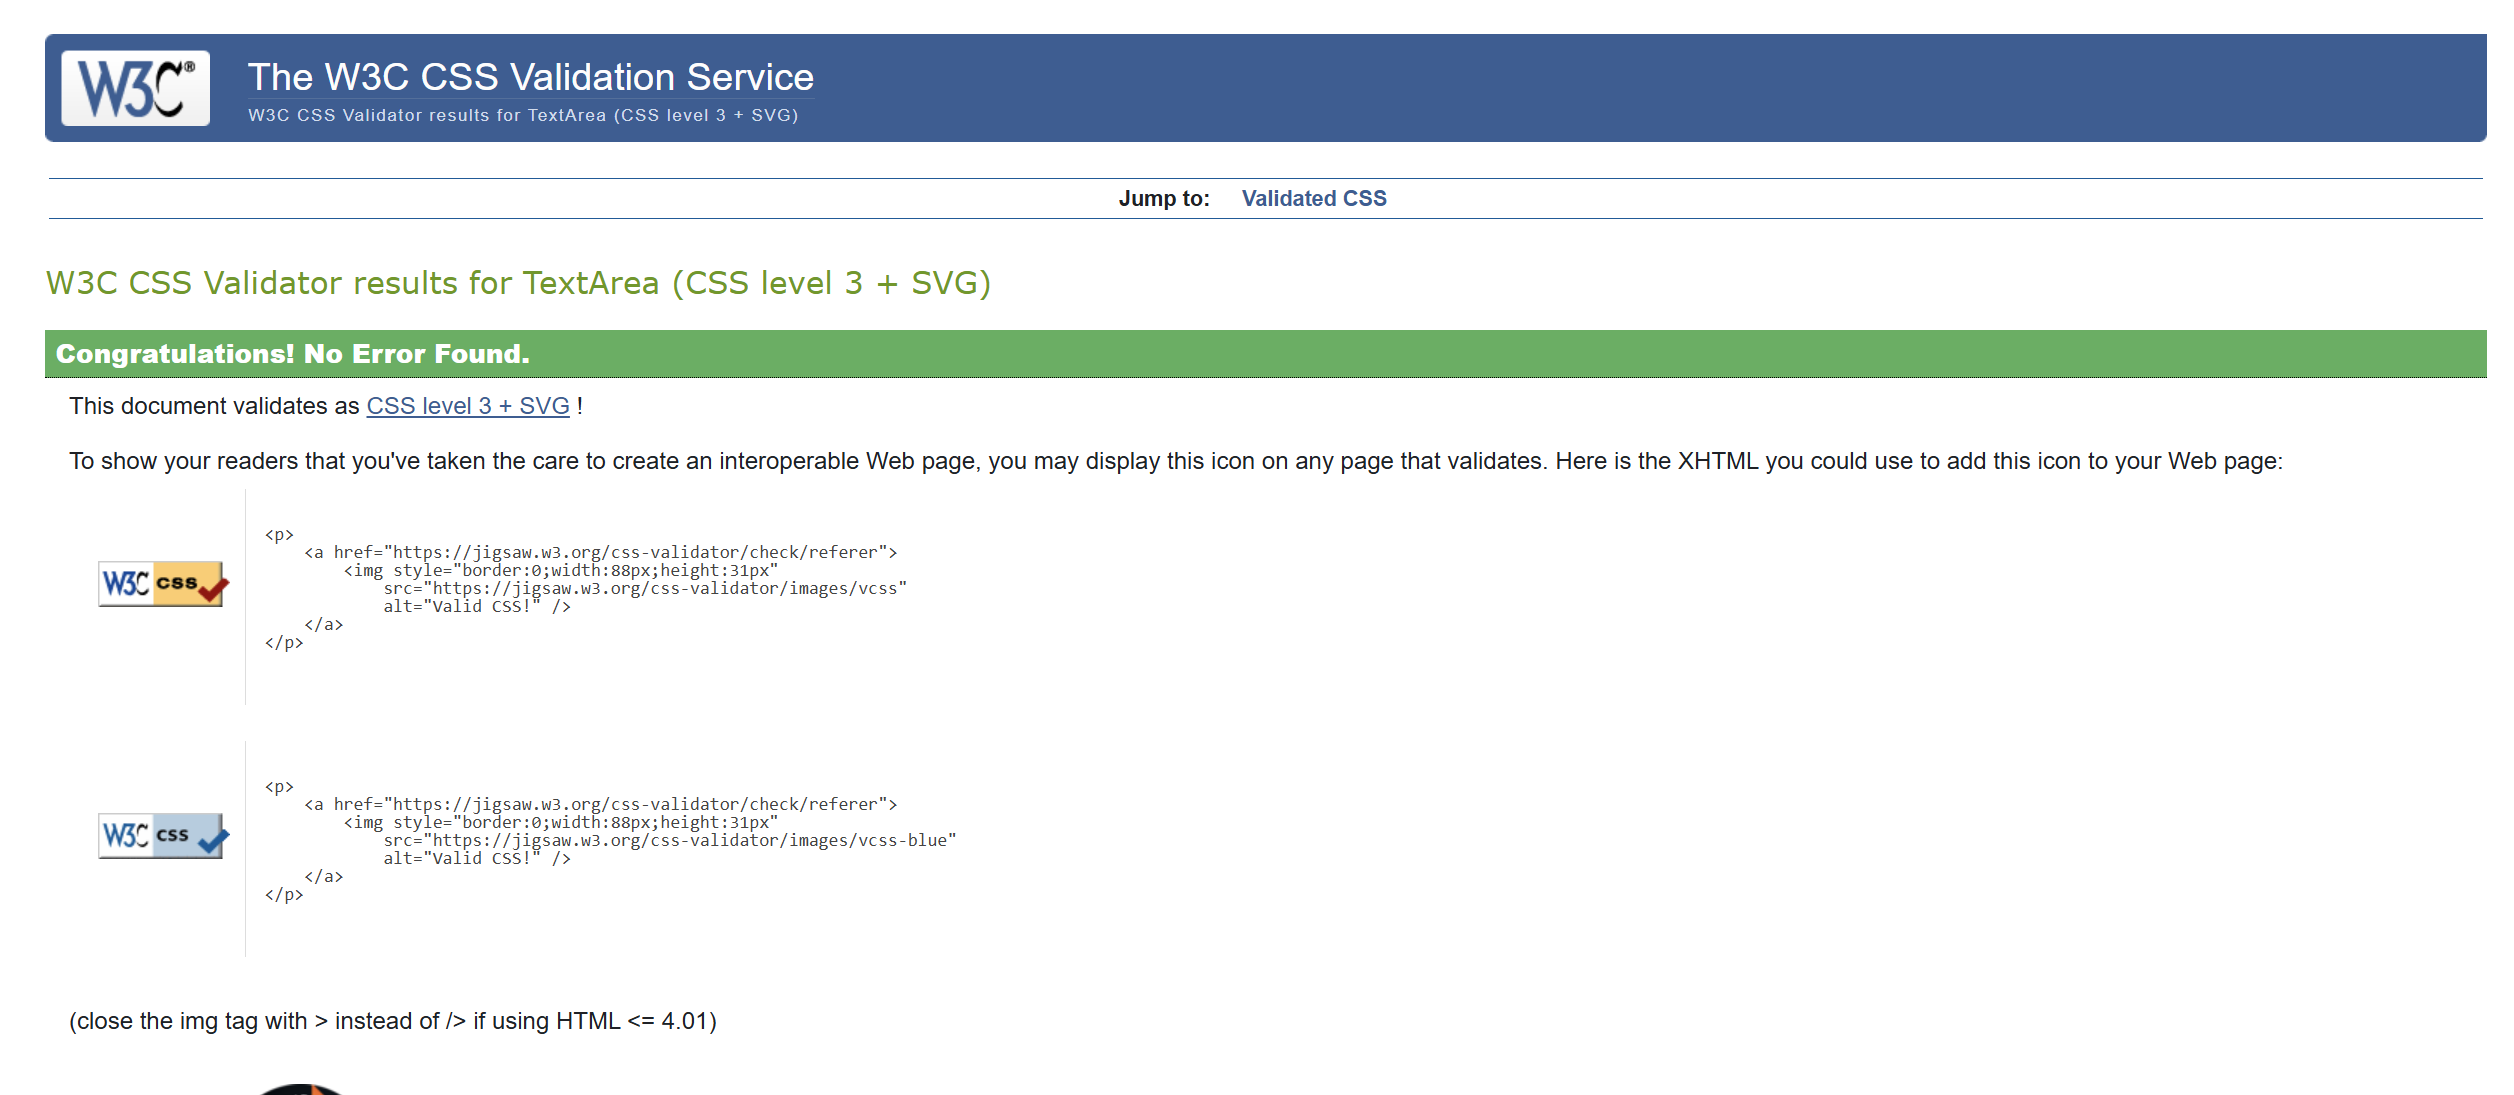 W3C®
The W3C CSS Validation Service
W3C CSS Validator results for TextArea (CSS level 3 + SVG)
Jump to: Validated CSS
W3C CSS Validator results for TextArea (CSS level 3 + SVG)
Congratulations! No Error Found.
This document validates as CSS level 3 + SVG !
To show your readers that you've taken the care to create an interoperable Web page, you may display this icon on any page that validates. Here is the XHTML you could use to add this icon to your Web page:
W3C css
<p>
    <a href="https://jigsaw.w3.org/css-validator/check/referer">
        <img style="border:0;width:88px;height:31px"
            src="https://jigsaw.w3.org/css-validator/images/vcss"
            alt="Valid CSS!" />
    </a>
</p>
W3C css
<p>
    <a href="https://jigsaw.w3.org/css-validator/check/referer">
        <img style="border:0;width:88px;height:31px"
            src="https://jigsaw.w3.org/css-validator/images/vcss-blue"
            alt="Valid CSS!" />
    </a>
</p>
(close the img tag with > instead of /> if using HTML <= 4.01)